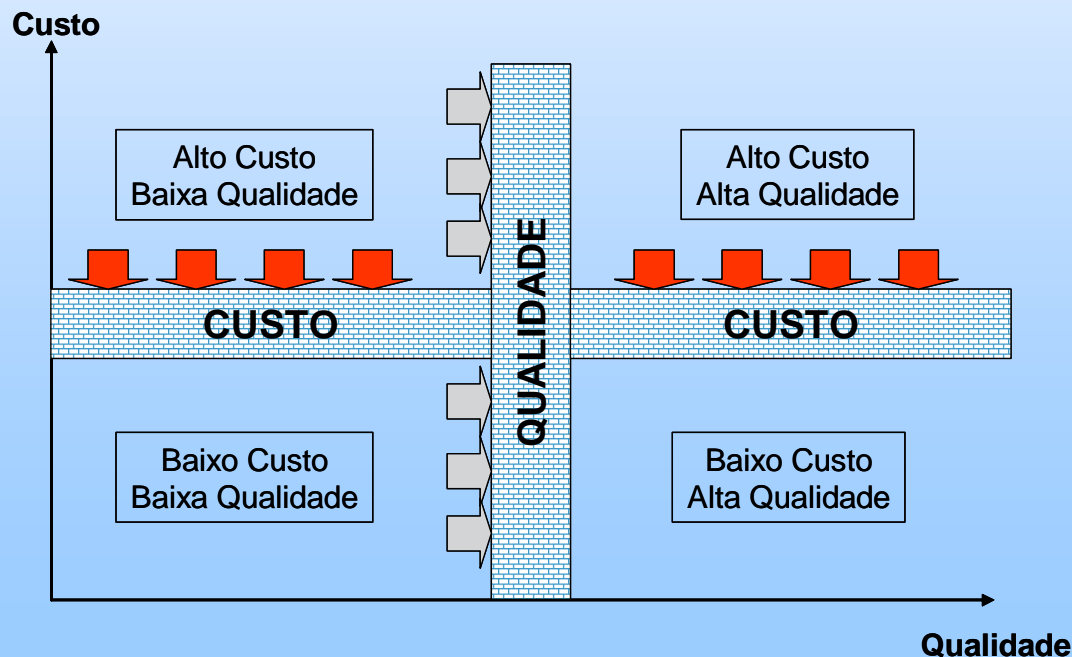 Custo
Alto Custo
Baixa Qualidade
Alto Custo
Alta Qualidade
CUSTO
QUALIDADE
CUSTO
Baixo Custo
Baixa Qualidade
Baixo Custo
Alta Qualidade
Qualidade